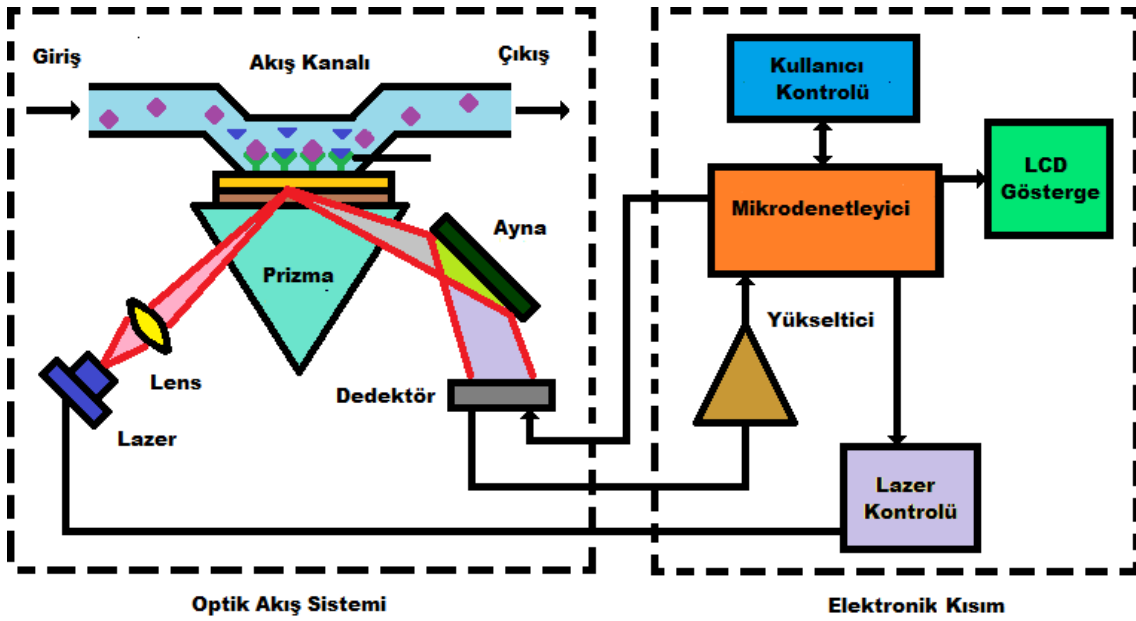 Giriş
Akış Kanalı
Çıkış
Prizma
Ayna
Lens
Lazer
Dedektör
Optik Akış Sistemi
Kullanıcı
Kontrolü
Mikrodenetleyici
LCD
Gösterge
Yükseltici
Lazer
Kontrolü
Elektronik Kısım